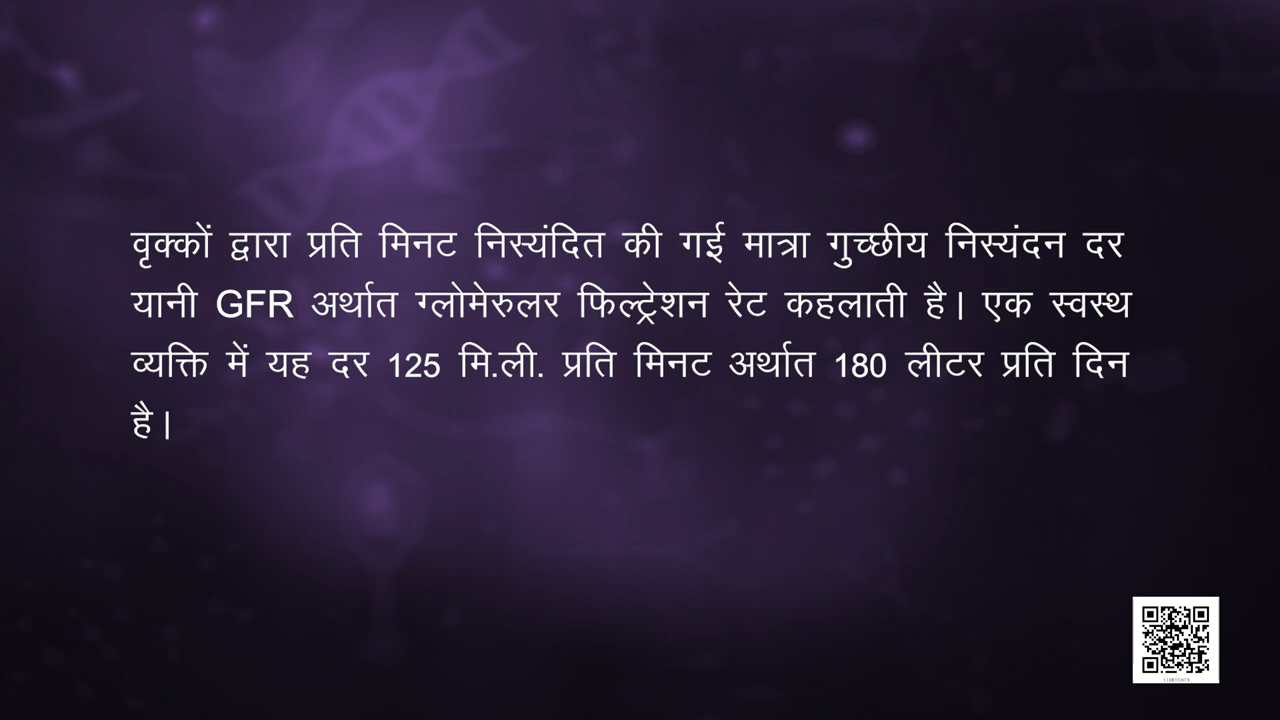 वृक्कों द्वारा प्रति मिनट निस्यंदित की गई मात्रा गुच्छीय निस्यंदन दर
यानी GFR अर्थात ग्लोमेरुलर फिल्ट्रेशन रेट कहलाती है। एक स्वस्थ
व्यक्ति में यह दर 125 मि.ली. प्रति मिनट अर्थात 180 लीटर प्रति दिन
है।